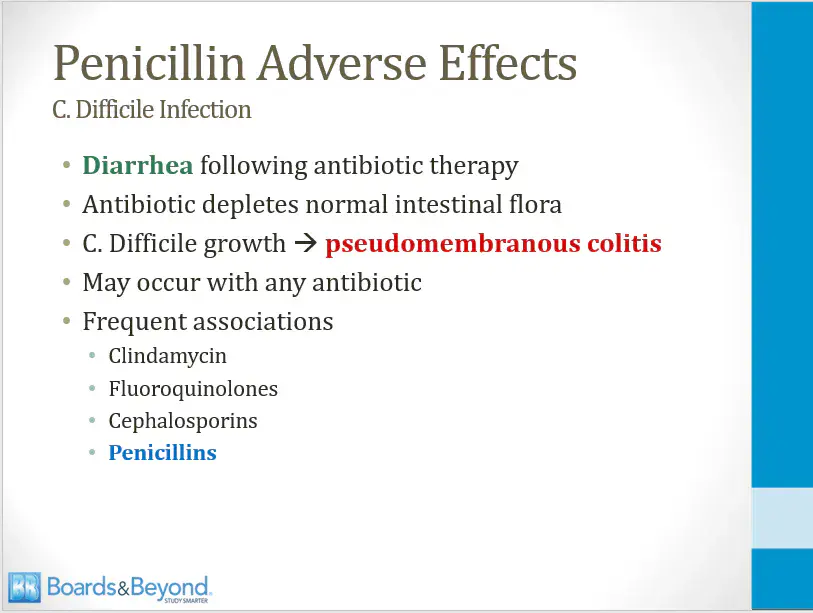 Penicillin Adverse Effects
C. Difficile Infection
• Diarrhea following antibiotic therapy
• Antibiotic depletes normal intestinal flora
• C. Difficile growth → pseudomembranous colitis
• May occur with any antibiotic
• Frequent associations
• Clindamycin
• Fluoroquinolones
• Cephalosporins
• Penicillins
BB Boards&Beyond.
STUDY SMARTER